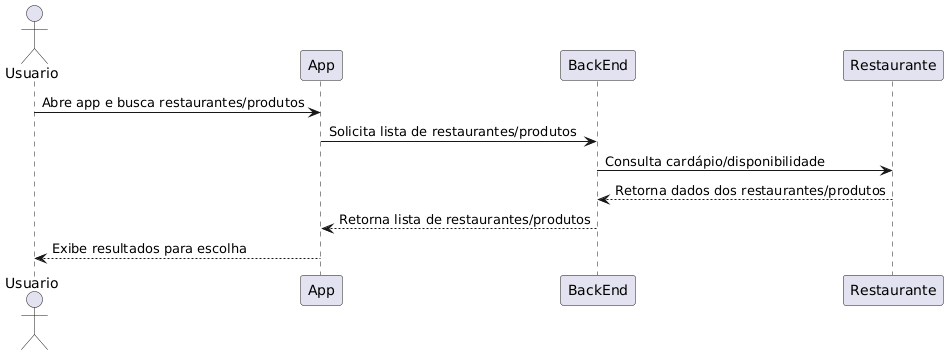 Usuario
App
BackEnd
Restaurante
Abre app e busca restaurantes/produtos
Solicita lista de restaurantes/produtos
Consulta cardápio/disponibilidade
Retorna dados dos restaurantes/produtos
Retorna lista de restaurantes/produtos
Exibe resultados para escolha
Usuario
App
BackEnd
Restaurante